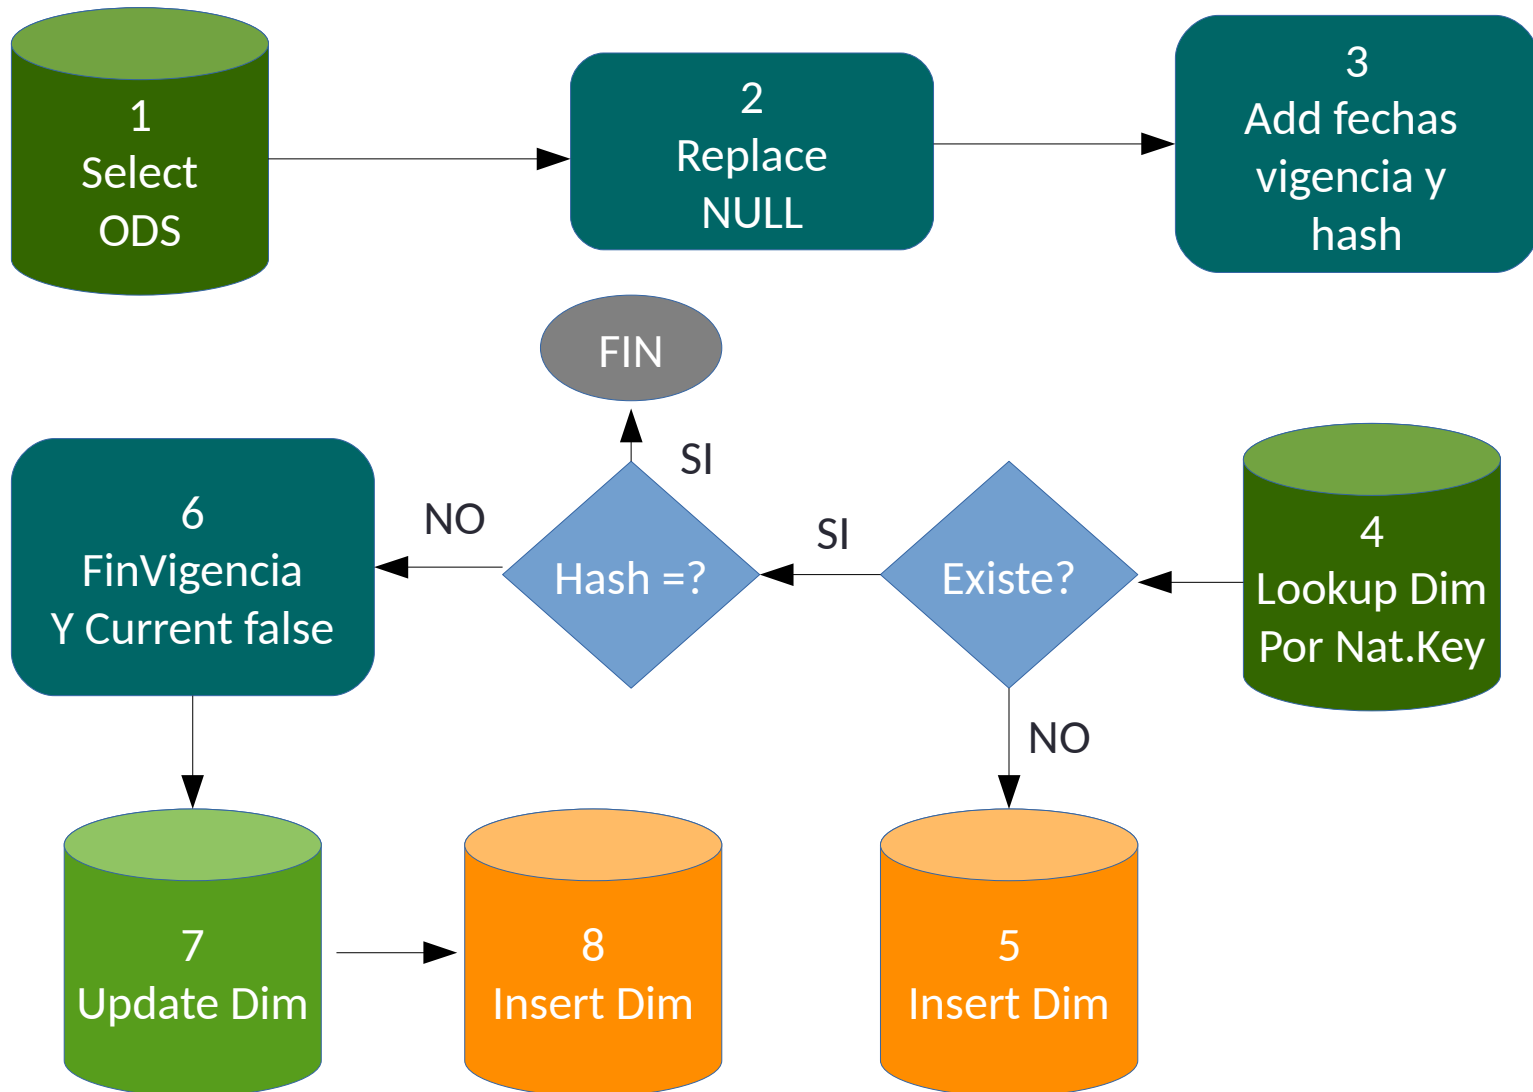 1
Select
ODS
2
Replace
NULL
3
Add fechas
vigencia y
hash
FIN
SI
6
FinVigencia
Y Current false
NO
Hash =?
SI
Existe?
4
Lookup Dim
Por Nat.Key
NO
7
Update Dim
8
Insert Dim
5
Insert Dim